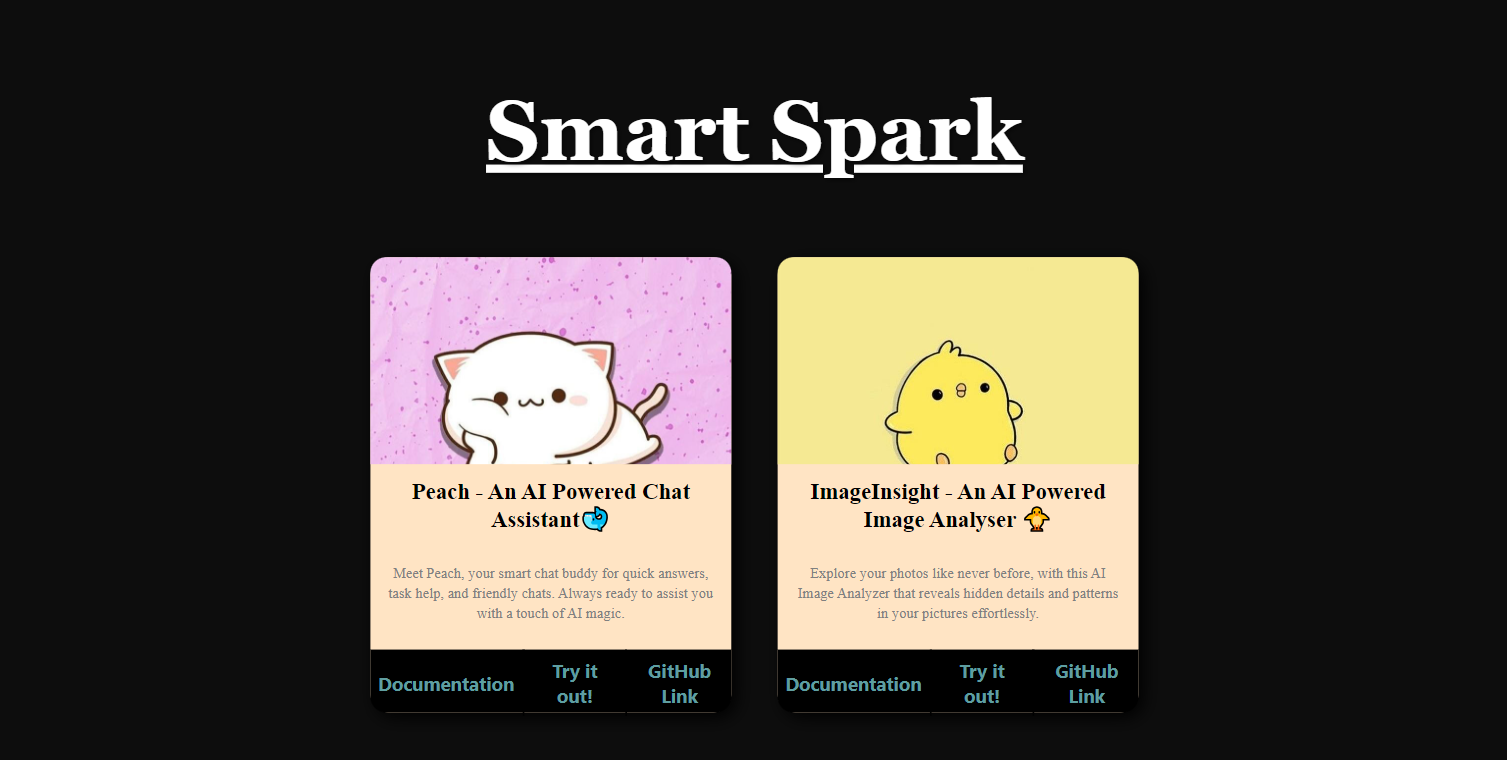 Smart Spark
Peach - An AI Powered Chat
Assistant
Meet Peach, your smart chat buddy for quick answers,
task help, and friendly chats. Always ready to assist you
with a touch of AI magic.
Documentation
Try it
out!
GitHub
Link
ImageInsight - An AI Powered
Image Analyser
Explore your photos like never before, with this AI
Image Analyzer that reveals hidden details and patterns
in your pictures effortlessly.
Documentation
Try it
out!
GitHub
Link